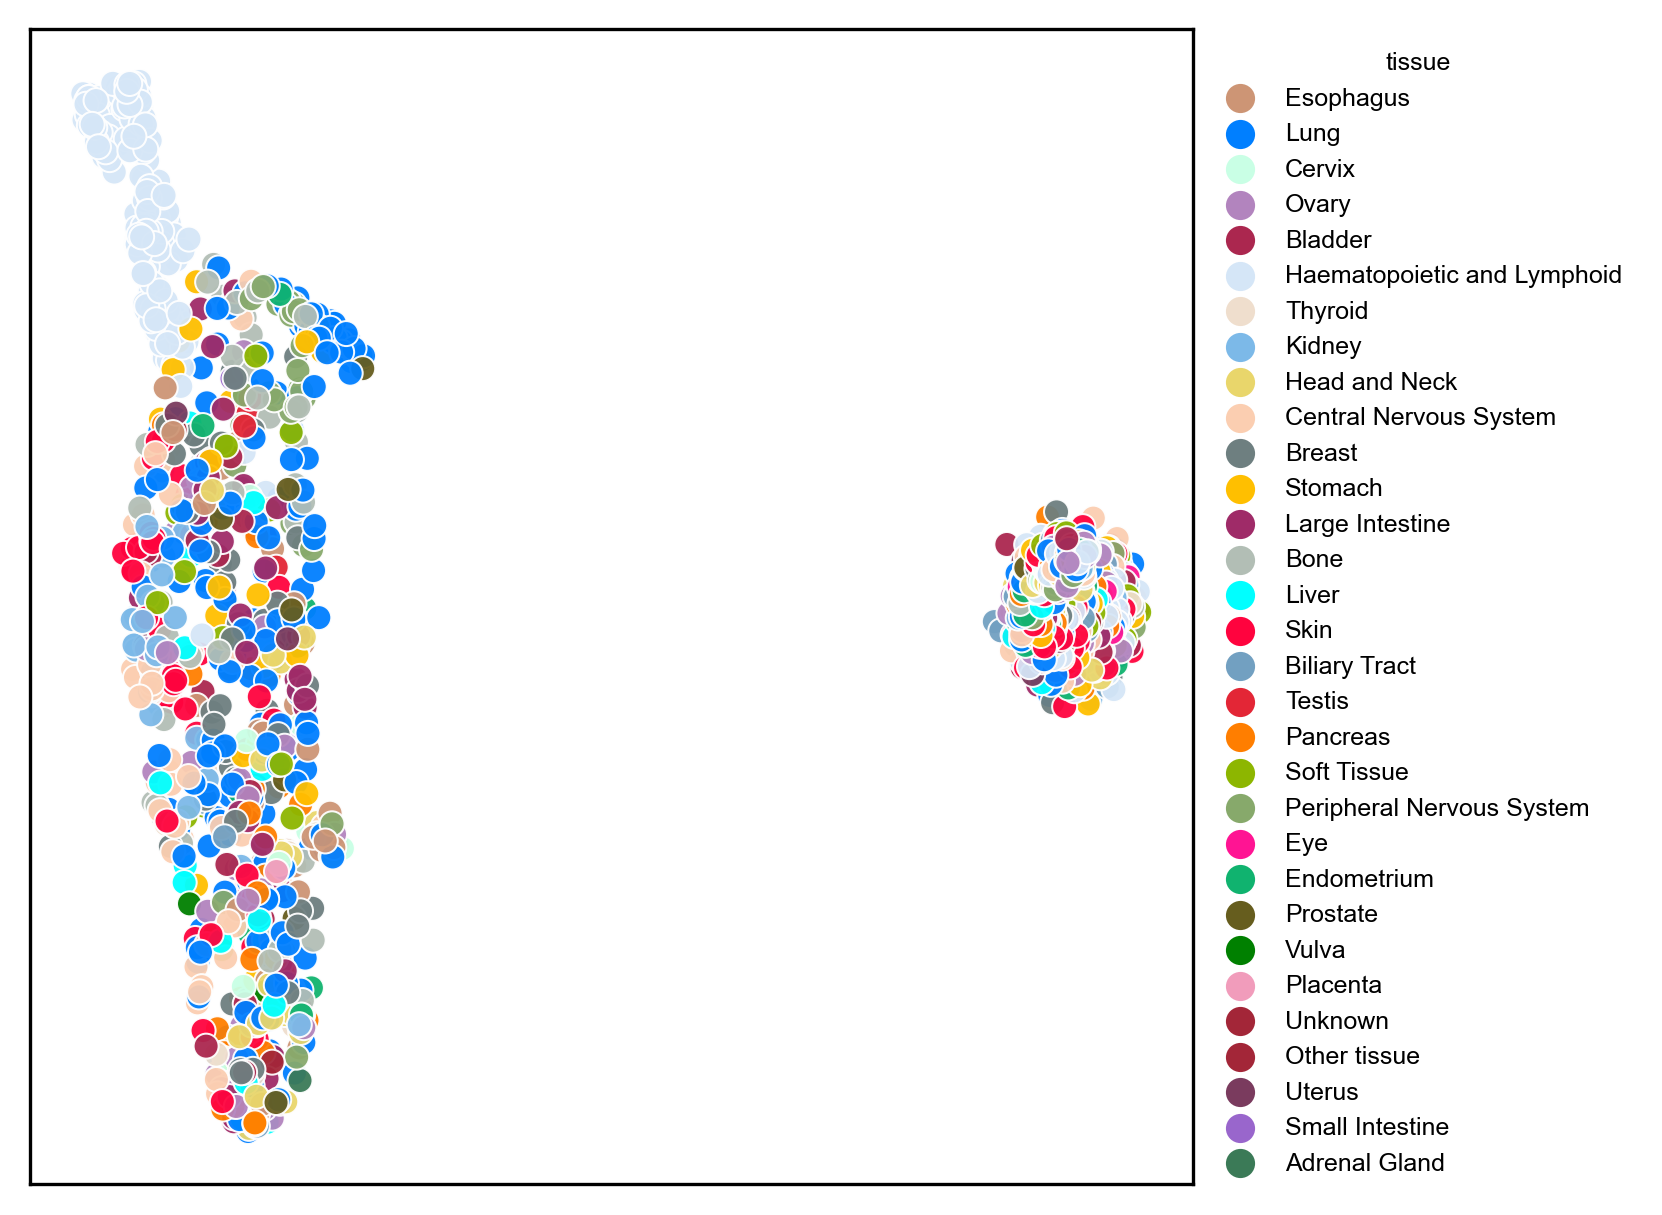 tissue
Esophagus
Lung
Cervix
Ovary
Bladder
Haematopoietic and Lymphoid
Thyroid
Kidney
Head and Neck
Central Nervous System
Breast
Stomach
Large Intestine
Bone
Liver
Skin
Biliary Tract
Testis
Pancreas
Soft Tissue
Peripheral Nervous System
Eye
Endometrium
Prostate
Vulva
Placenta
Unknown
Other tissue
Uterus
Small Intestine
Adrenal Gland